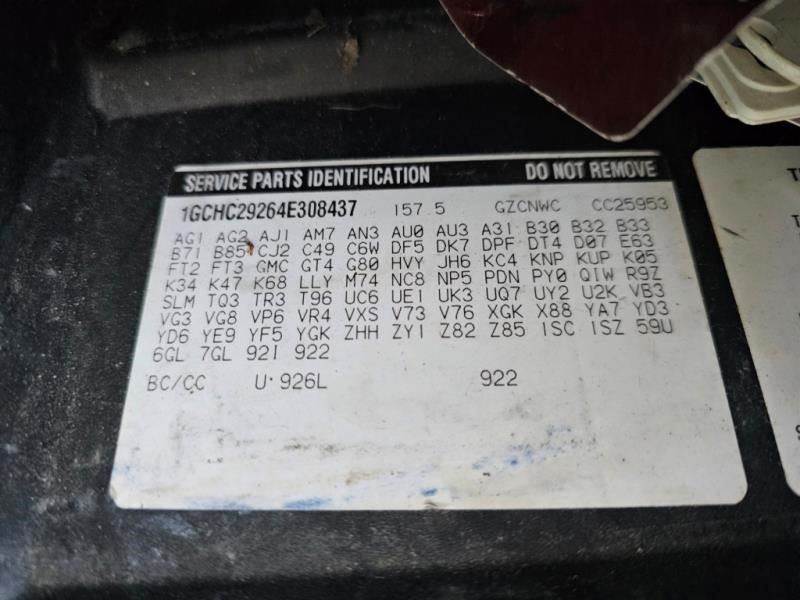 SERVICE PARTS IDENTIFICATION DO NOT REMOVE
1GCHC29264E308437 157.5 GZCNWC CC25953
AG1 AG2 AJ1 AM7 AN3 AU0 AU3 A31 B30 B32 B33
B71 B85 CJ2 C49 C6W DF5 DK7 DPF DT4 D07 E63
FT2 FT3 GMC GT4 G80 HVY JH6 KC4 KNP KUP K05
K34 K47 K68 LLY M74 NC8 NP5 PDN PY0 QIW R9Z
SLM TQ3 TR3 T96 UC6 UE1 UK3 UQ7 UY2 U2K VB3
VG3 VG8 VP6 VR4 VXS V73 V76 XGK X88 YA7 YD3
YD6 YE9 YF5 YGK ZHH ZY1 Z82 Z85 1SC 1SZ 59U
6GL 7GL 92I 922
BC/CC U·926L 922